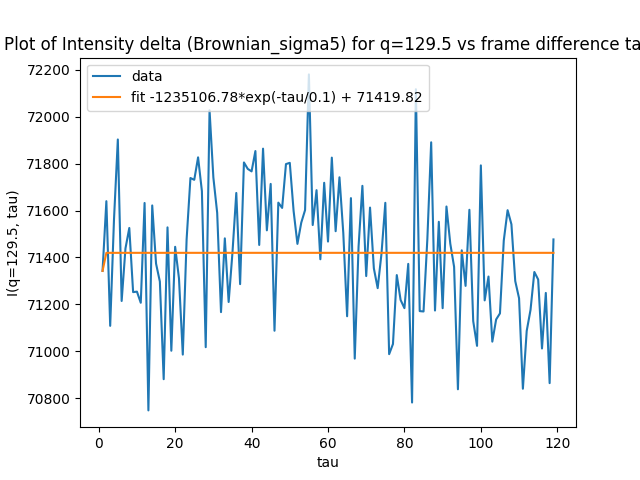 Plot of Intensity delta (Brownian_sigma5) for q=129.5 vs frame difference ta
72200
72000
71800
71600
71400
71200
71000
70800
I(q=129.5, tau)
data
fit -1235106.78*exp(-tau/0.1) + 71419.82
0 20 40 60 80 100 120
tau